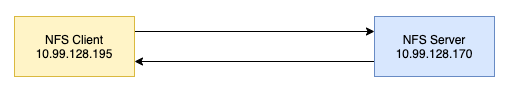 NFS Client
10.99.128.195
NFS Server
10.99.128.170